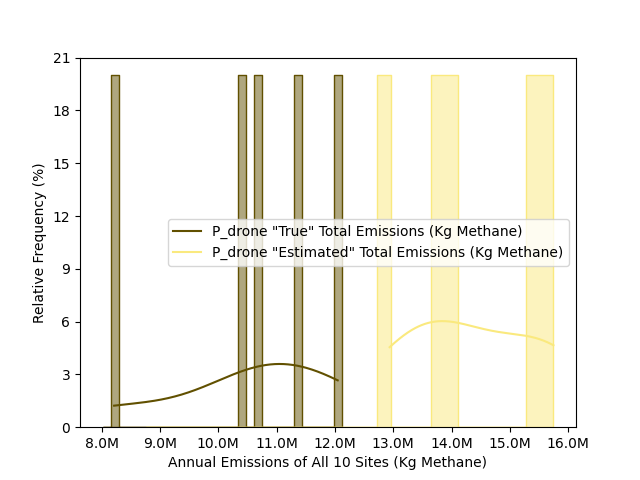 21
18
15
12
9
6
3
0
Relative Frequency (%)
P_drone "True" Total Emissions (Kg Methane)
P_drone "Estimated" Total Emissions (Kg Methane)
8.0M 9.0M 10.0M 11.0M 12.0M 13.0M 14.0M 15.0M 16.0M
Annual Emissions of All 10 Sites (Kg Methane)